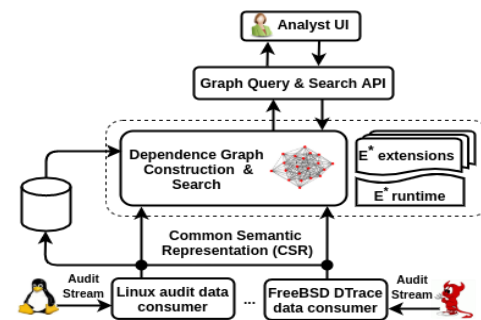 Analyst UI
Graph Query & Search API
Dependence Graph
Construction &
Search
E* extensions
E* runtime
Common Semantic
Representation (CSR)
Audit
Stream
Linux audit data
consumer
...
FreeBSD DTrace
data consumer
Audit
Stream